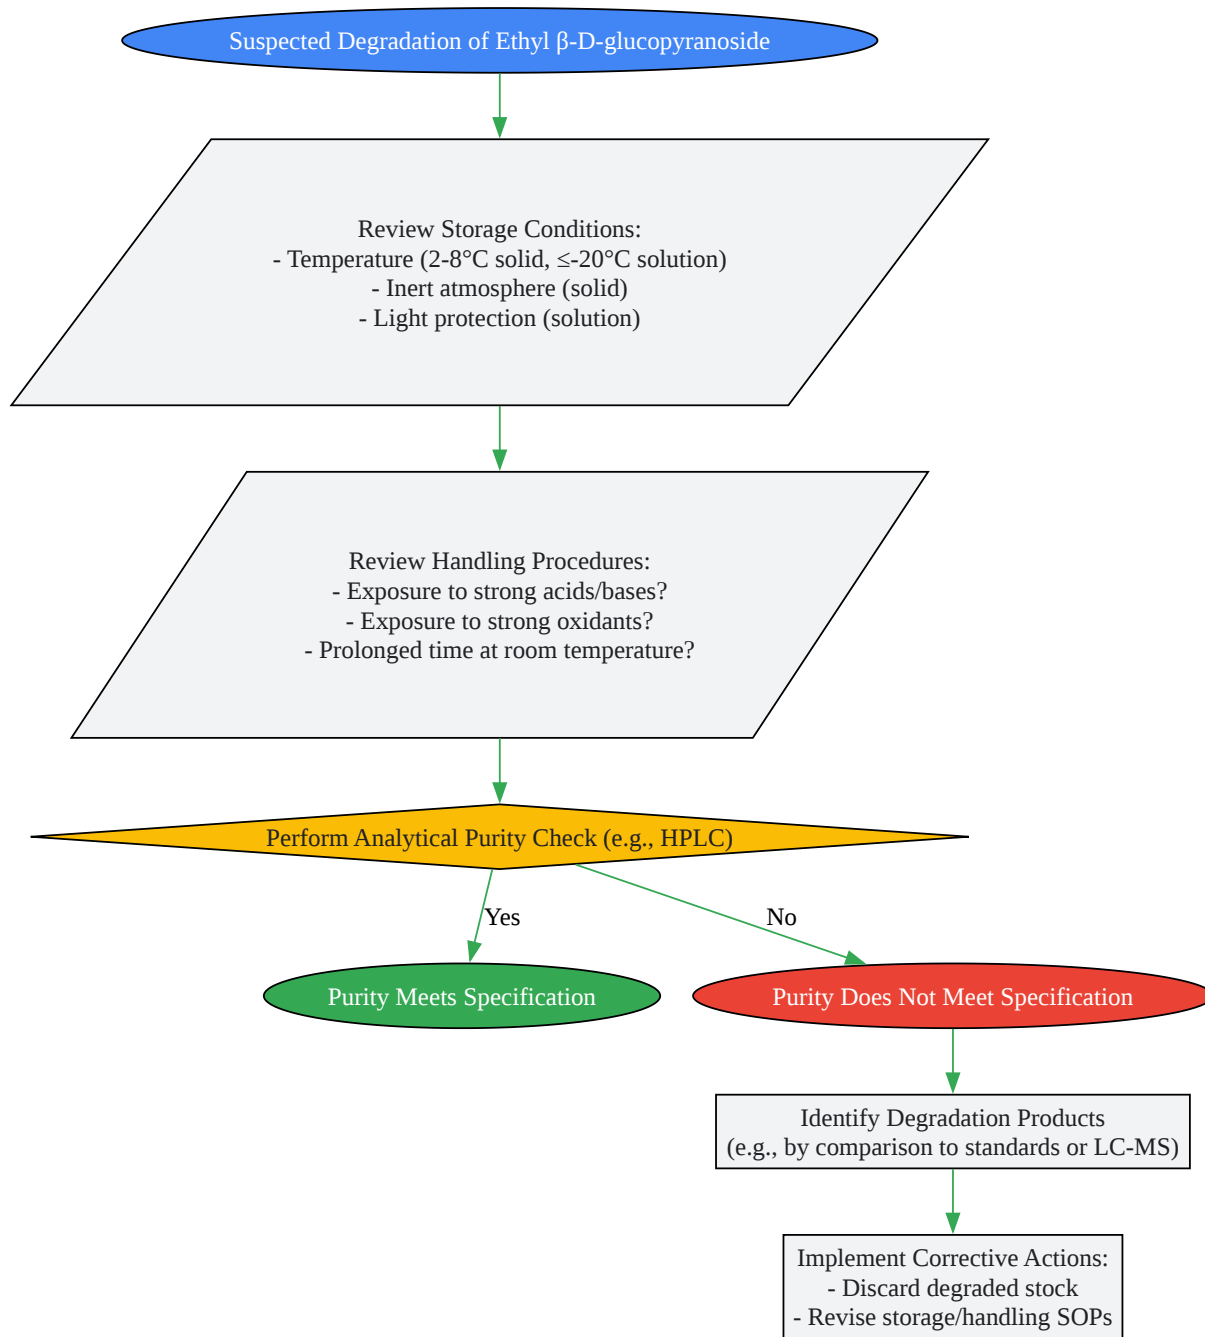 Suspected Degradation of Ethyl β-D-glucopyranoside
Review Storage Conditions:
- Temperature (2-8°C solid, ≤-20°C solution)
- Inert atmosphere (solid)
- Light protection (solution)
Review Handling Procedures:
- Exposure to strong acids/bases?
- Exposure to strong oxidants?
- Prolonged time at room temperature?
Perform Analytical Purity Check (e.g., HPLC)
Yes
No
Purity Meets Specification
Purity Does Not Meet Specification
Identify Degradation Products
(e.g., by comparison to standards or LC-MS)
Implement Corrective Actions:
- Discard degraded stock
- Revise storage/handling SOPs